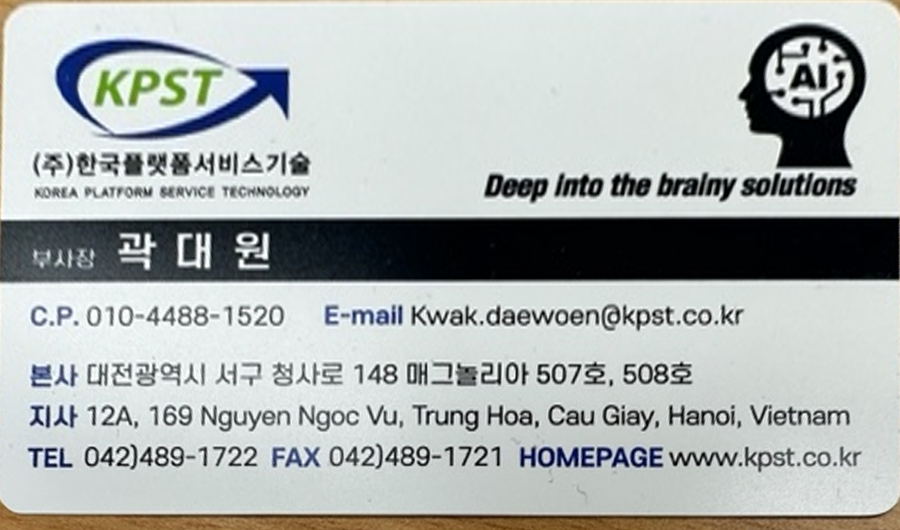 KPST
(주)한국플랫폼서비스기술
KOREA PLATFORM SERVICE TECHNOLOGY
AI
Deep into the brainy solutions
부사장 곽 대 원
C.P. 010-4488-1520 E-mail Kwak.daewoen@kpst.co.kr
본사 대전광역시 서구 청사로 148 매그놀리아 507호, 508호
지사 12A, 169 Nguyen Ngoc Vu, Trung Hoa, Cau Giay, Hanoi, Vietnam
TEL 042)489-1722 FAX 042)489-1721 HOMEPAGE www.kpst.co.kr